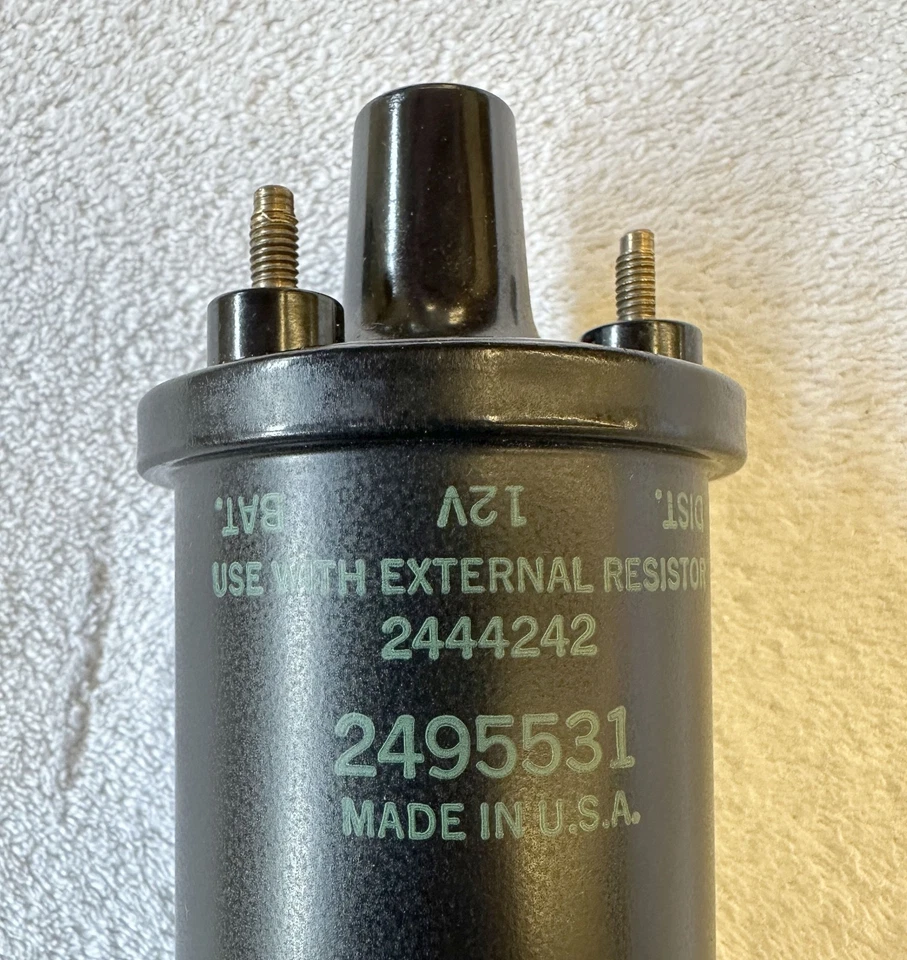 BAT. 12V DIST.
USE WITH EXTERNAL RESISTOR
2444242
2495531
MADE IN U.S.A.